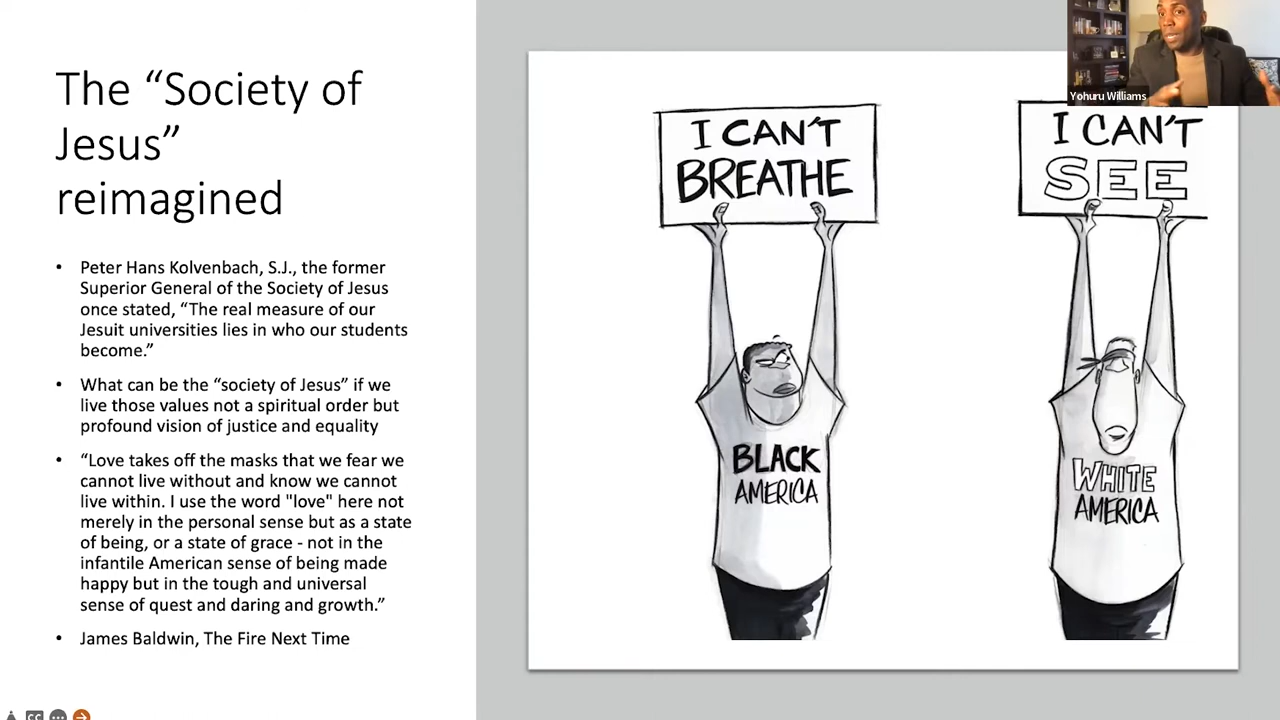 The “Society of
Jesus”
reimagined
• Peter Hans Kolvenbach, S.J., the former
Superior General of the Society of Jesus
once stated, “The real measure of our
Jesuit universities lies in who our students
become.”
• What can be the “society of Jesus” if we
live those values not a spiritual order but
profound vision of justice and equality
• “Love takes off the masks that we fear we
cannot live without and know we cannot
live within. I use the word "love" here not
merely in the personal sense but as a state
of being, or a state of grace - not in the
infantile American sense of being made
happy but in the tough and universal
sense of quest and daring and growth.”
• James Baldwin, The Fire Next Time
I CAN'T
BREATHE
BLACK
AMERICA
I CAN'T
SEE
WHITE
AMERICA
Yohuru Williams
CC